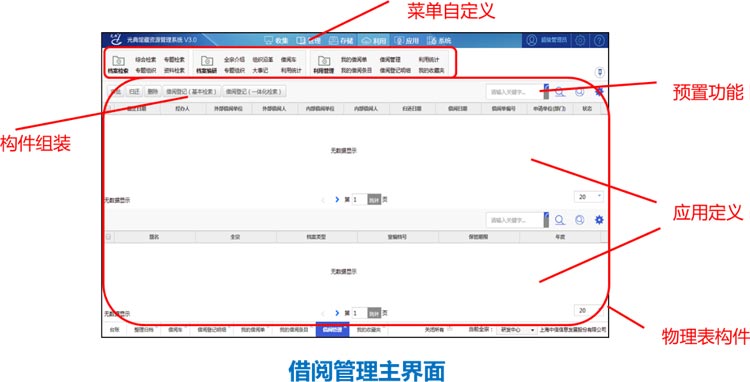 菜单自定义
光典馆藏资源管理系统 V3.0 收集 管理 存储 利用 应用 系统 超级管理员
综合检索 专题检索 全宗介绍 组织沿革 借阅车 我的借阅单 借阅管理 利用统计
档案检索 专题组织 资料检索 档案编研 专题组织 大事记 利用统计 利用管理 我的借阅条目 借阅登记明细 我的收藏夹
预置功能
归还 删除 借阅登记（基本检索） 借阅登记（一体化检索） 请输入关键字...
登记日期 经办人 外部借阅单位 外部借阅人 内部借阅单位 内部借阅人 归还日期 借阅日期 借阅单编号 申请单位(部门) 状态
构件组装
无数据显示
无数据显示 第 1 跳转 页 20
应用定义
请输入关键字...
题名 全宗 档案类型 室编档号 保管期限 年度
无数据显示
无数据显示 第 1 跳转 页 20
台账 整理归档 借阅车 借阅登记明细 我的借阅单 我的借阅条目 借阅管理 我的收藏夹 关闭所有 当前全宗： 研发中心 上海中信信息发展股份有限公司
物理表构件
借阅管理主界面